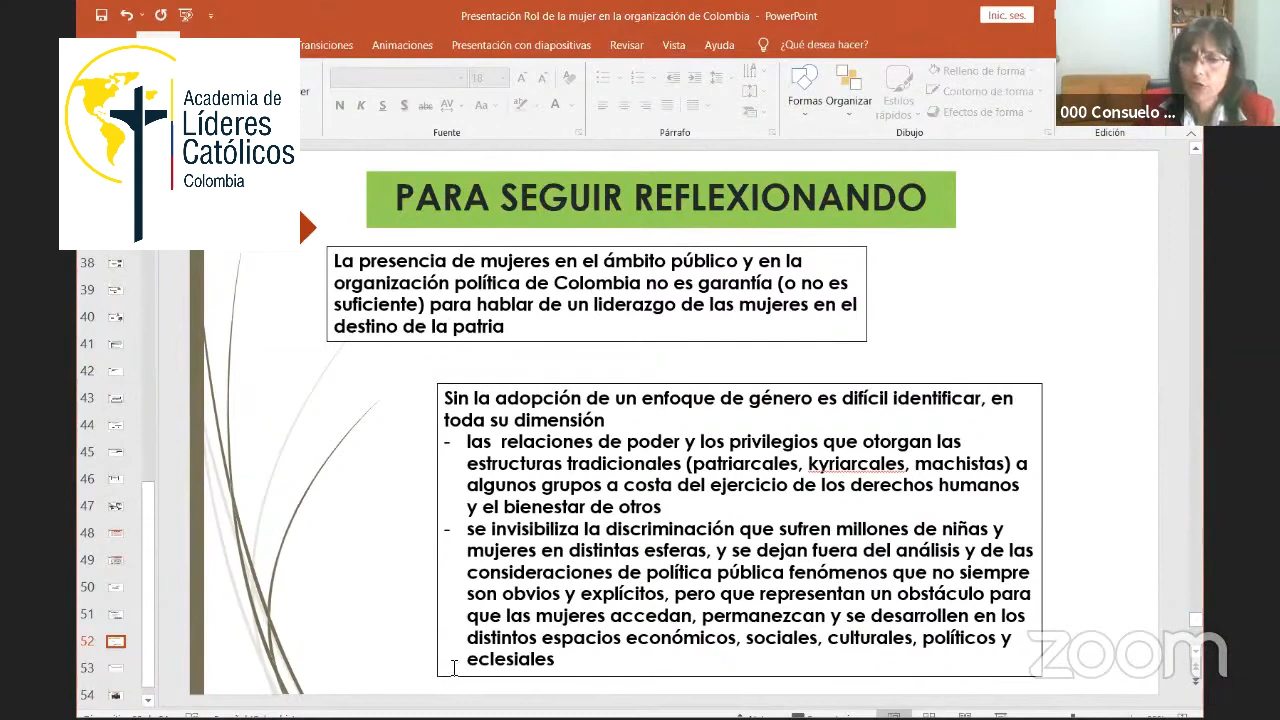 Presentación Rol de la mujer en la organización de Colombia - PowerPoint
Inic. ses.
Transiciones Animaciones Presentación con diapositivas Revisar Vista Ayuda ¿Qué desea hacer?
18
Relleno de forma
Contorno de forma
Efectos de forma
Formas Organizar Estilos
rápidos
N K S S AV Aa A
Fuente Párrafo Dibujo Edición
000 Consuelo ...
Academia de
Líderes
Católicos
Colombia
PARA SEGUIR REFLEXIONANDO
La presencia de mujeres en el ámbito público y en la
organización política de Colombia no es garantía (o no es
suficiente) para hablar de un liderazgo de las mujeres en el
destino de la patria
Sin la adopción de un enfoque de género es difícil identificar, en
toda su dimensión
- las relaciones de poder y los privilegios que otorgan las
estructuras tradicionales (patriarcales, kyriarcales, machistas) a
algunos grupos a costa del ejercicio de los derechos humanos
y el bienestar de otros
- se invisibiliza la discriminación que sufren millones de niñas y
mujeres en distintas esferas, y se dejan fuera del análisis y de las
consideraciones de política pública fenómenos que no siempre
son obvios y explícitos, pero que representan un obstáculo para
que las mujeres accedan, permanezcan y se desarrollen en los
distintos espacios económicos, sociales, culturales, políticos y
eclesiales
38
39
40
41
42
43
44
45
46
47
48
49
50
51
52
53
54
zoom